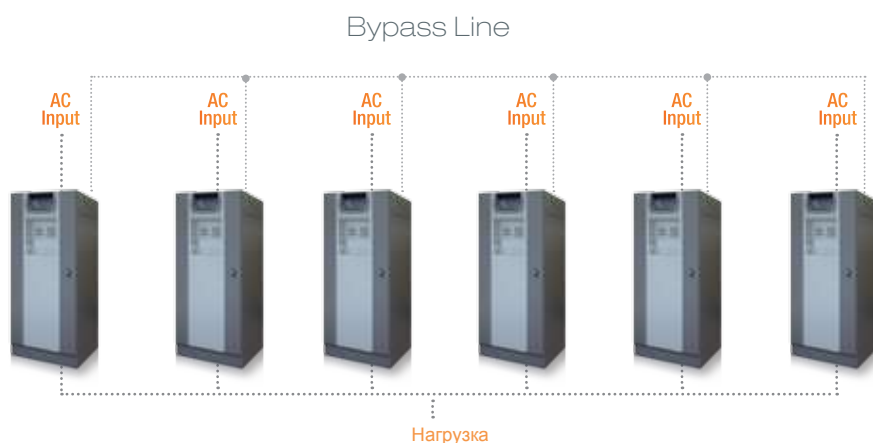 Bypass Line
AC
Input
AC
Input
AC
Input
AC
Input
AC
Input
AC
Input
Нагрузка